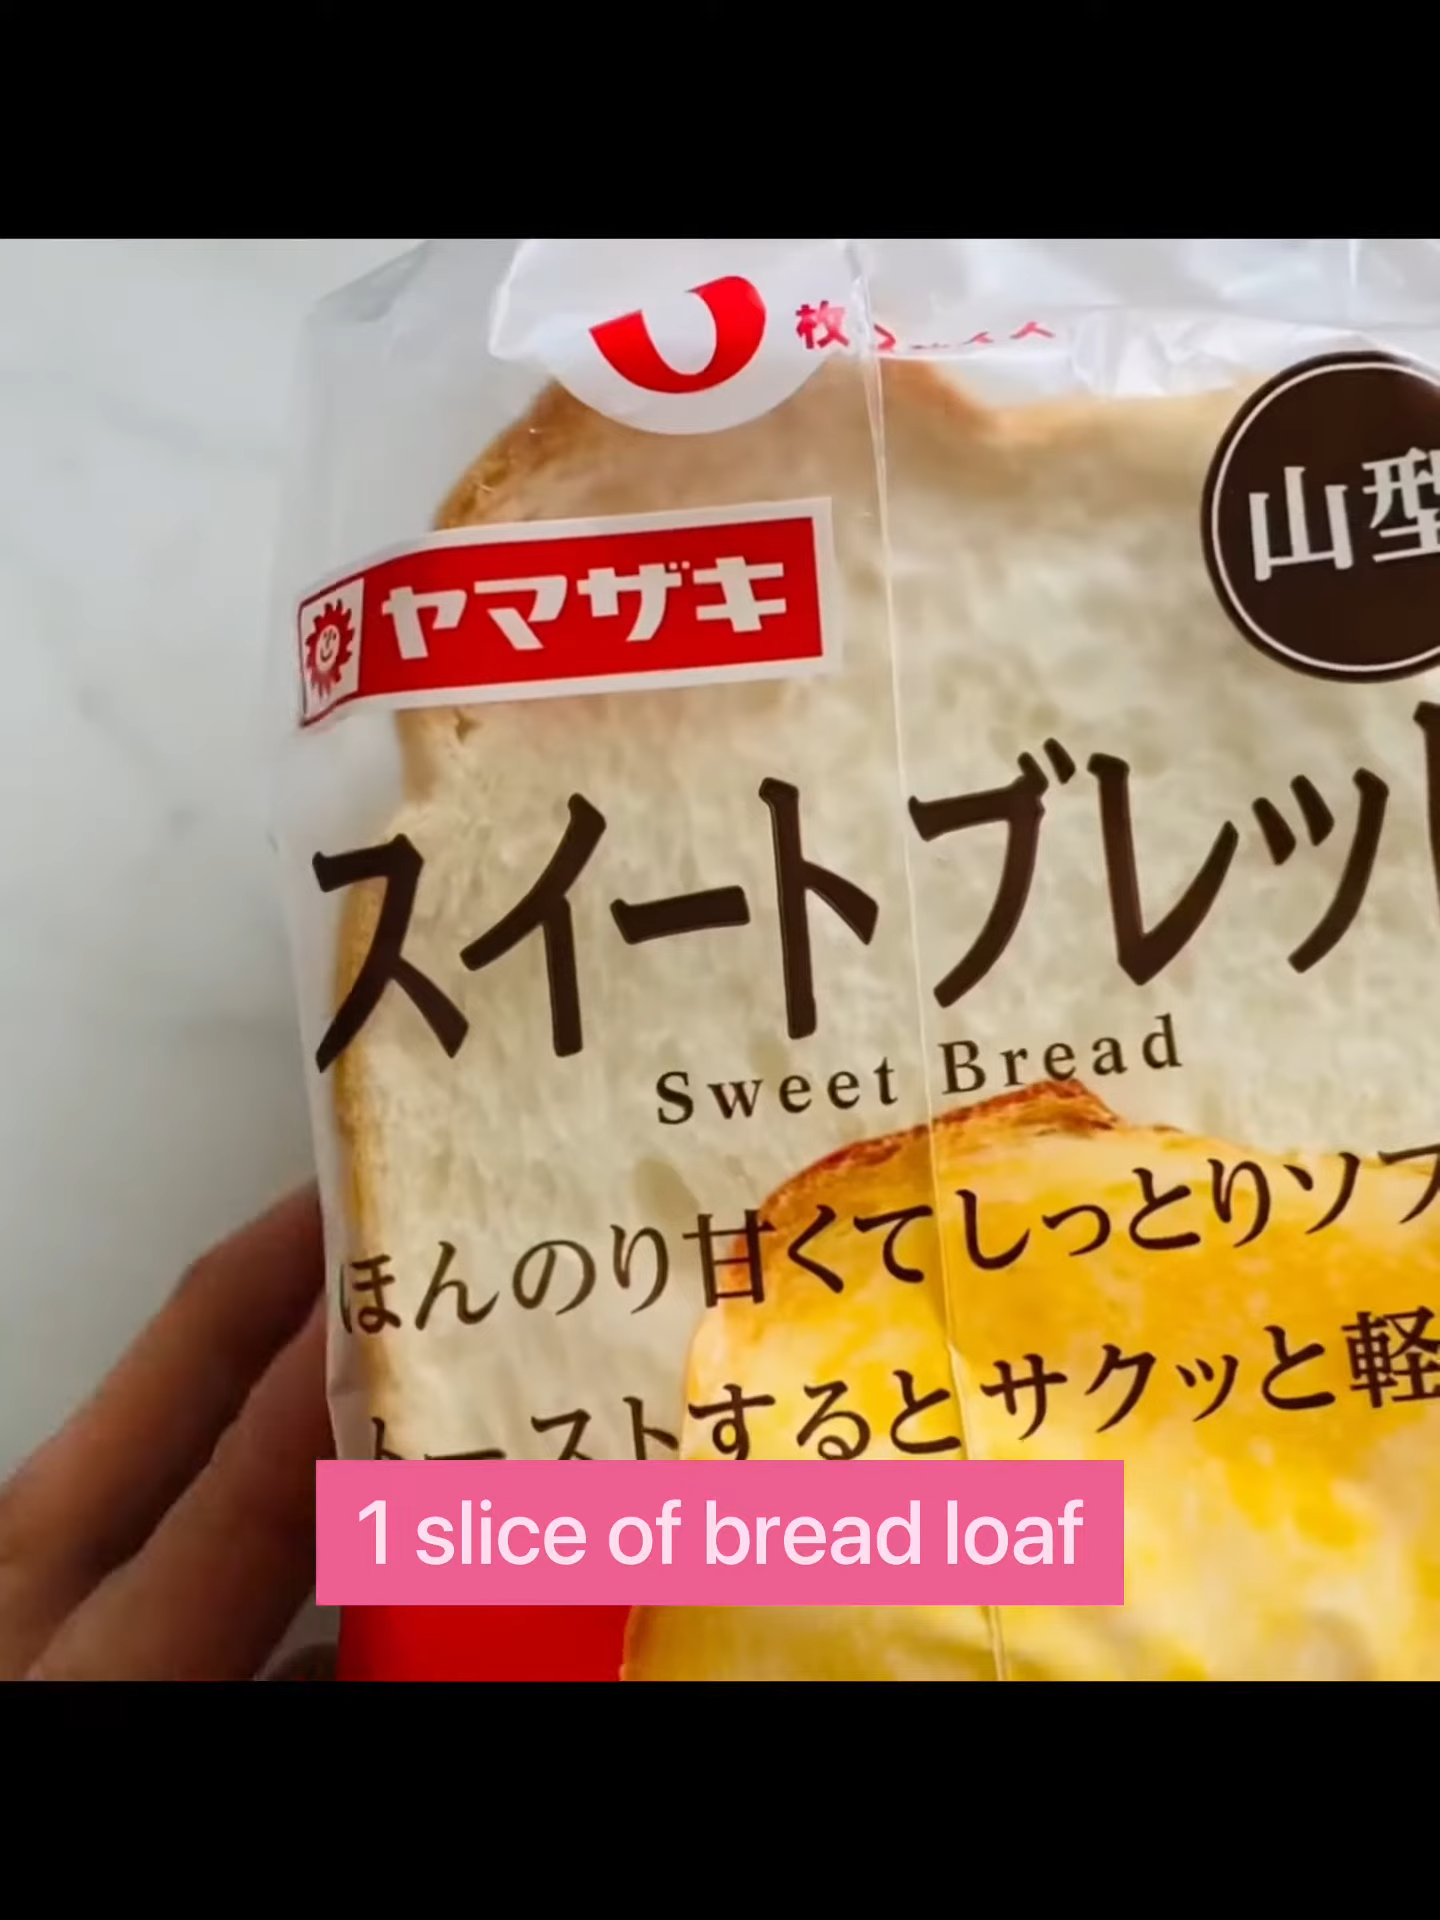 枚
ヤマザキ
山型
スイートブレッ
Sweet Bread
ほんのり甘くてしっとりソフ
トーストするとサクッと軽
1 slice of bread loaf